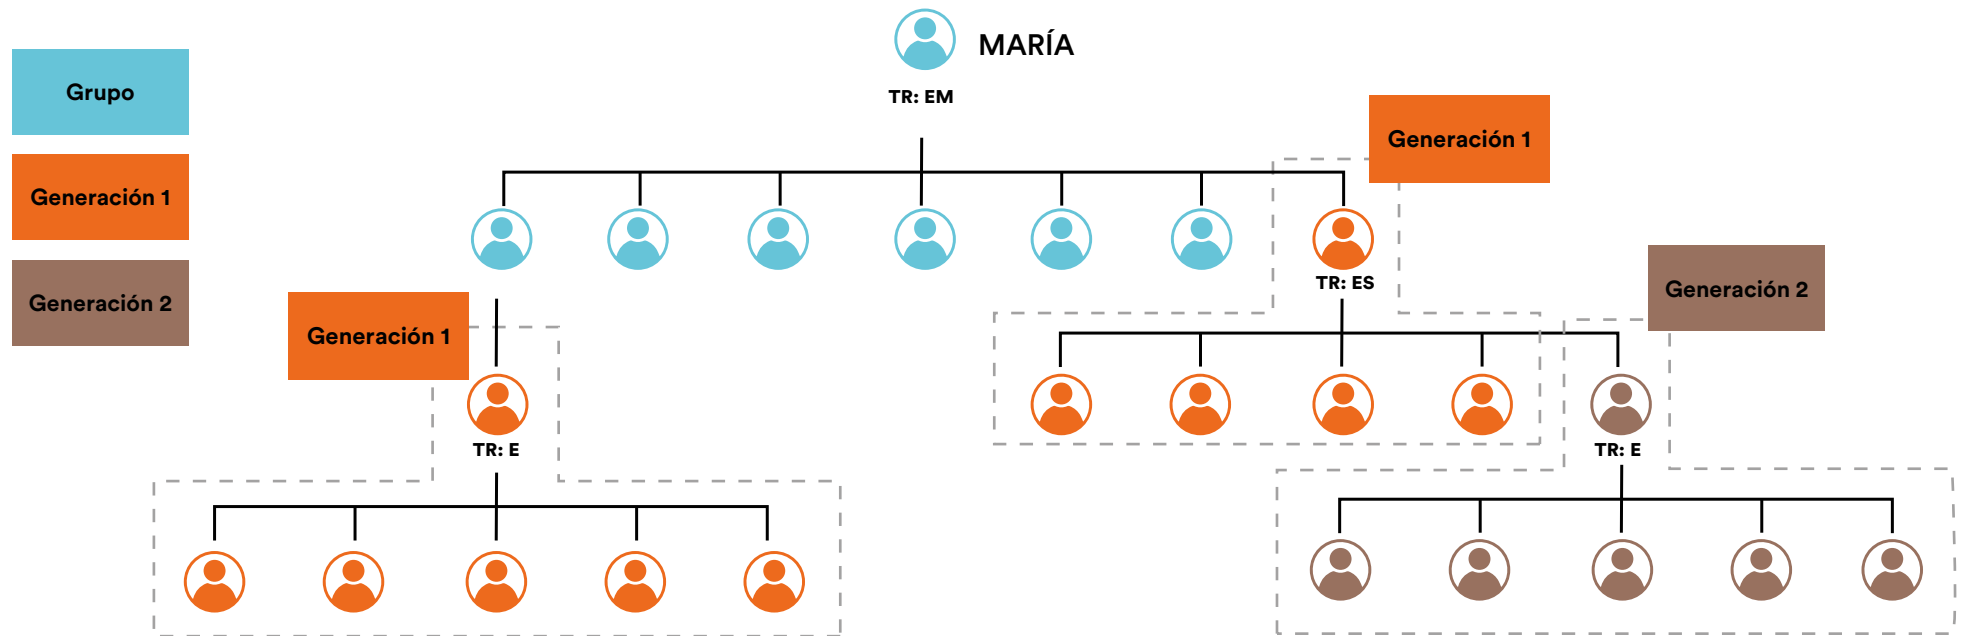 MARÍA
TR: EM
Grupo
Generación 1
Generación 2
Generación 1
TR: ES
Generación 2
Generación 1
TR: E
TR: E